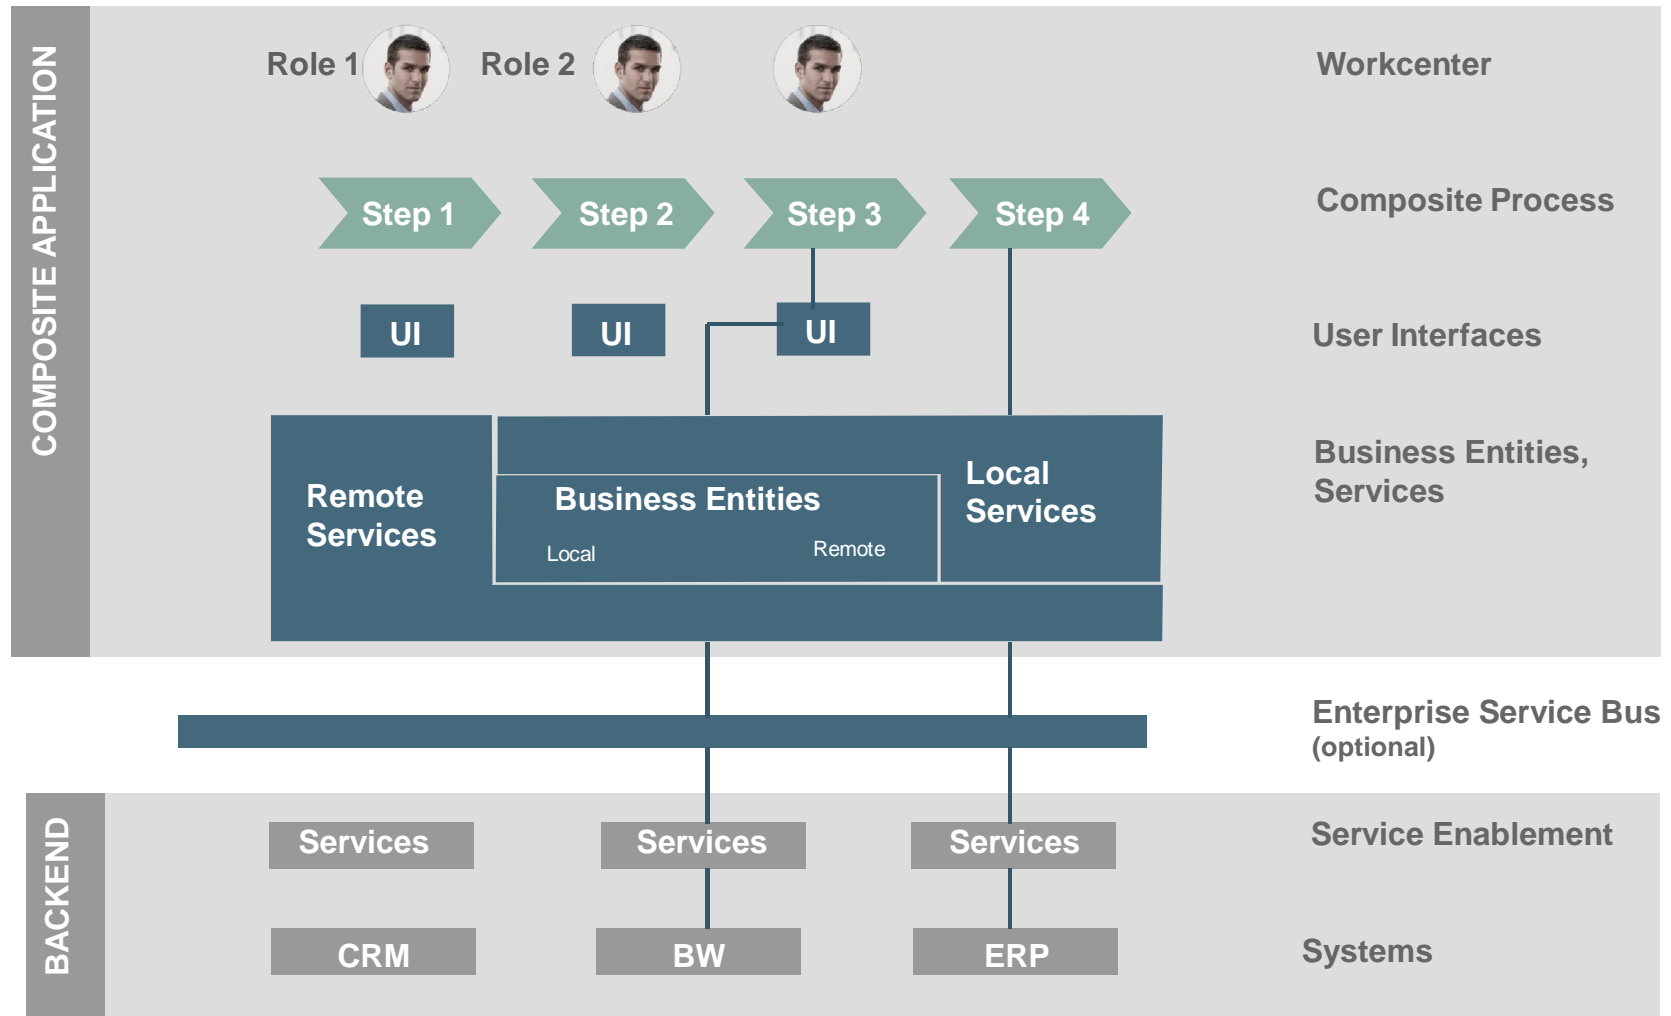 COMPOSITE APPLICATION
Role 1
Role 2
Workcenter
Step 1
Step 2
Step 3
Step 4
Composite Process
UI
UI
UI
User Interfaces
Remote
Services
Business Entities
Local
Remote
Local
Services
Business Entities,
Services
Enterprise Service Bus
(optional)
BACKEND
Services
Services
Services
Service Enablement
CRM
BW
ERP
Systems